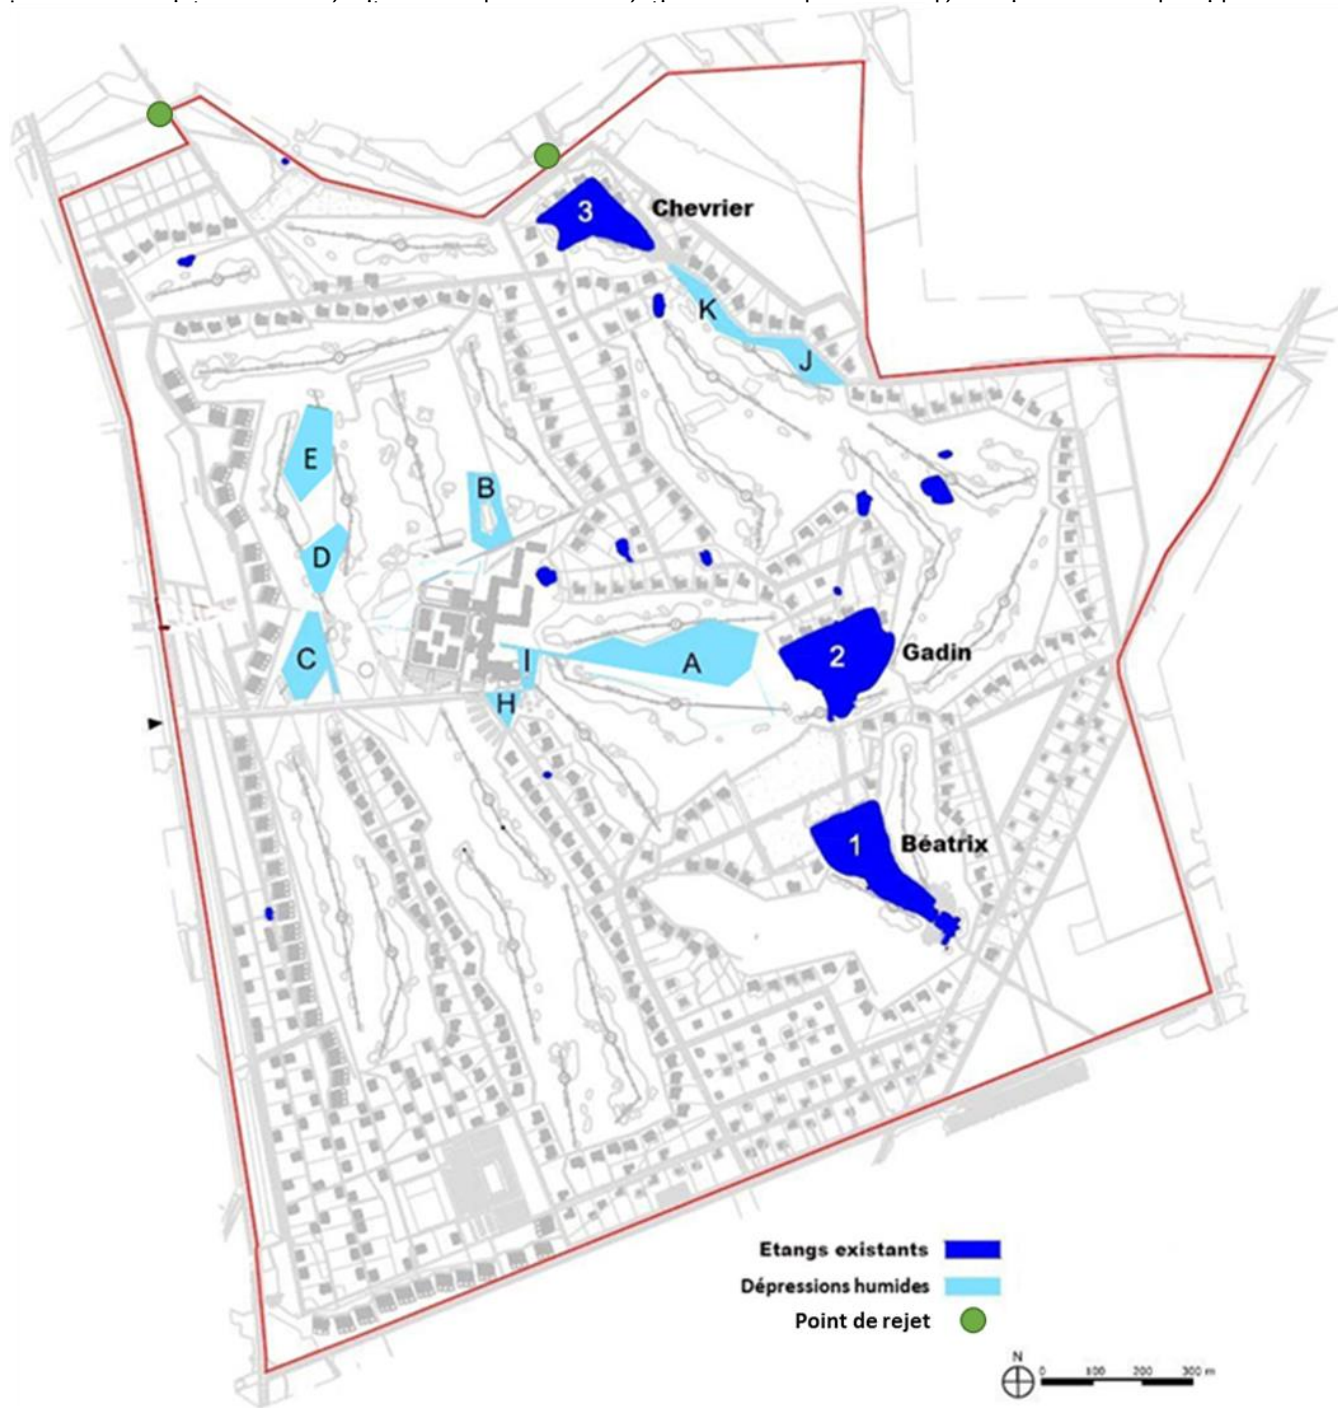 3 Chevrier
K
J
E
B
D
2 Gadin
C
I
A
H
1 Béatrix
Etangs existants
Dépressions humides
Point de rejet
N
0 100 200 300 m